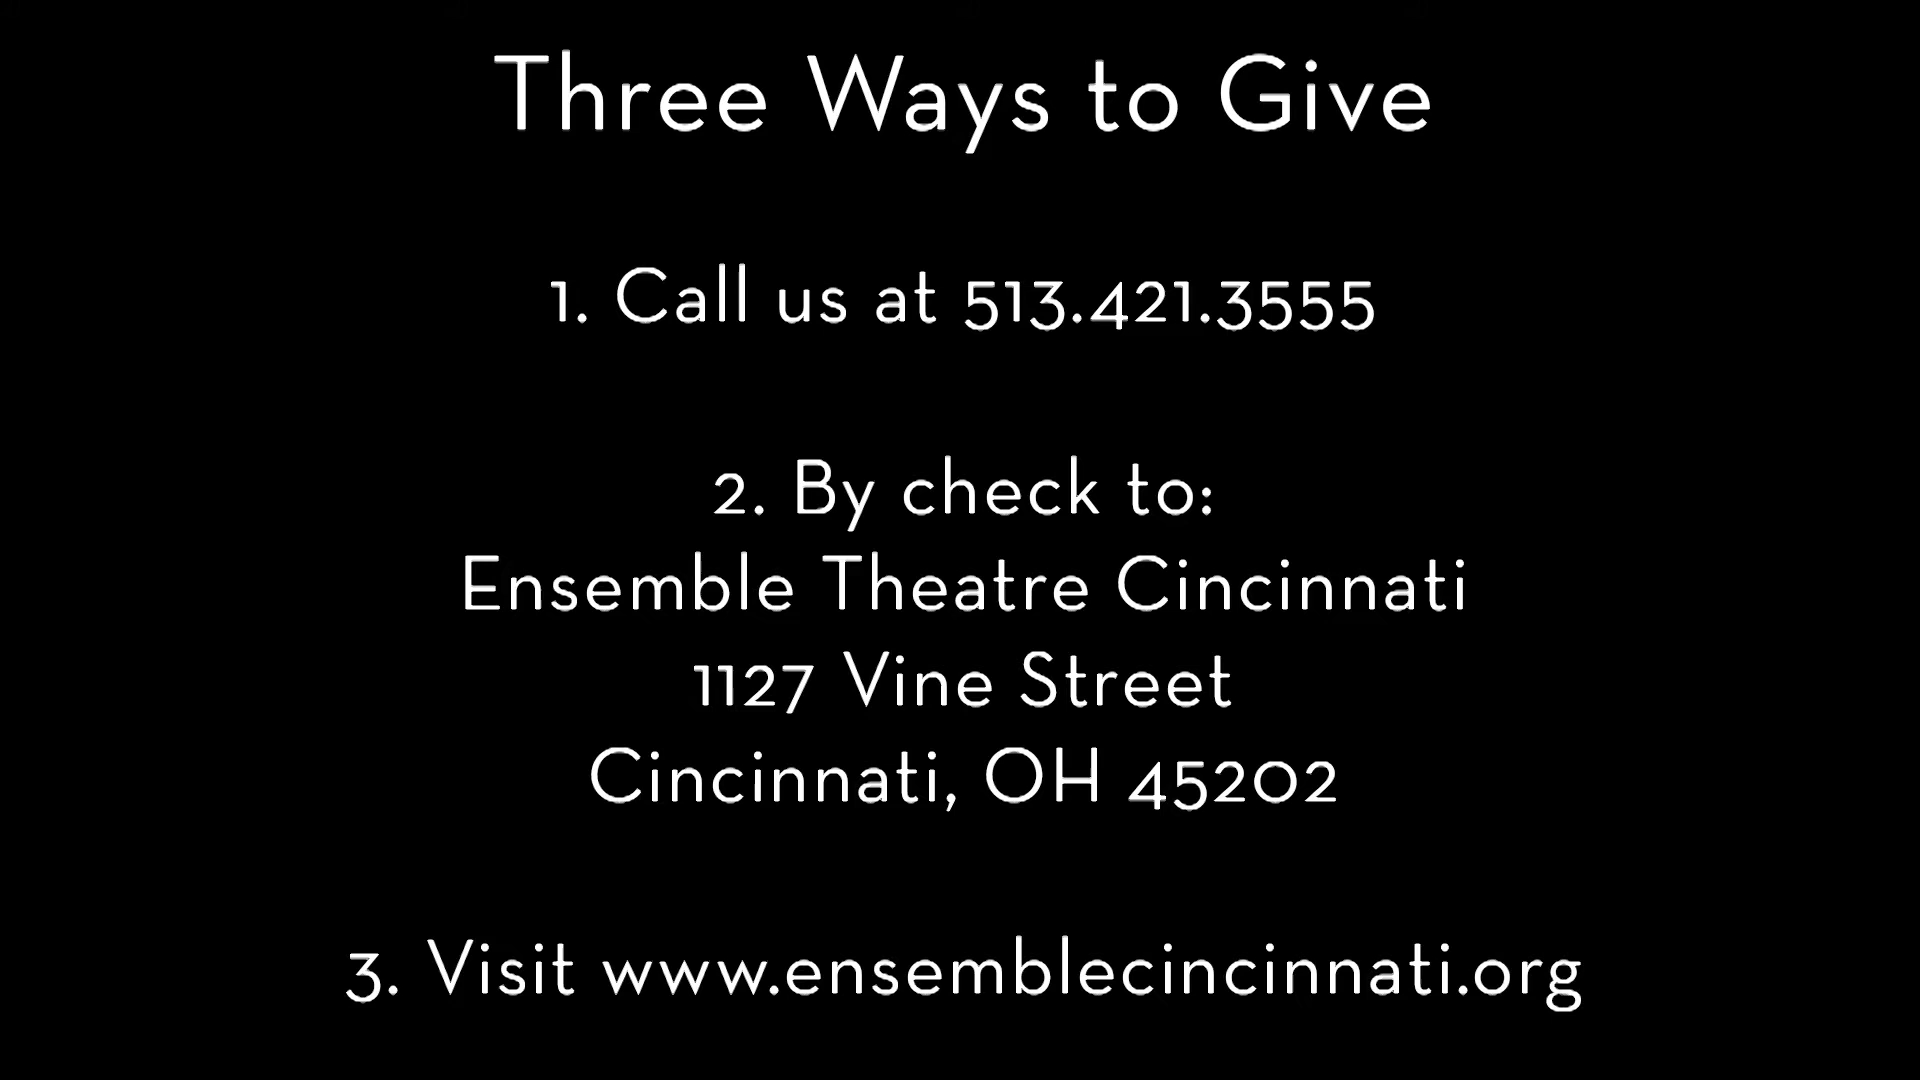 Three Ways to Give
1. Call us at 513.421.3555
2. By check to:
Ensemble Theatre Cincinnati
1127 Vine Street
Cincinnati, OH 45202
3. Visit www.ensemblecincinnati.org